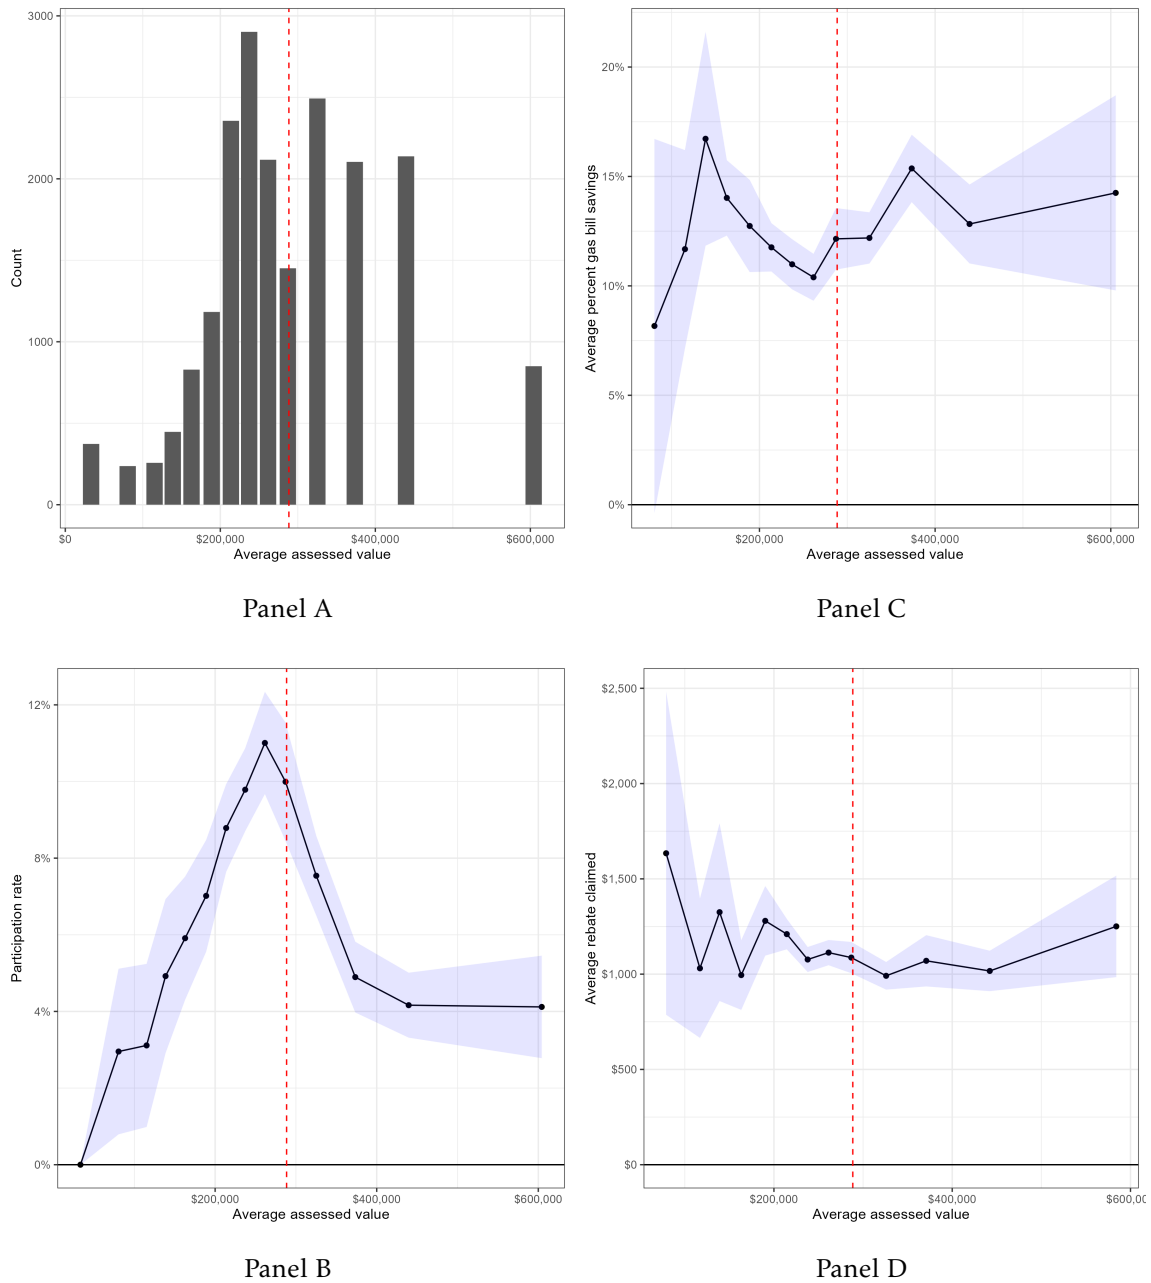 3000
2000
1000
0
Count
$0
$200,000
$400,000
$600,000
Average assessed value
Panel A
20%
15%
10%
5%
0%
Average percent gas bill savings
$200,000
$400,000
$600,000
Average assessed value
Panel C
12%
8%
4%
0%
Participation rate
$200,000
$400,000
$600,000
Average assessed value
Panel B
$2,500
$2,000
$1,500
$1,000
$500
$0
Average rebate claimed
$200,000
$400,000
$600,0
Average assessed value
Panel D